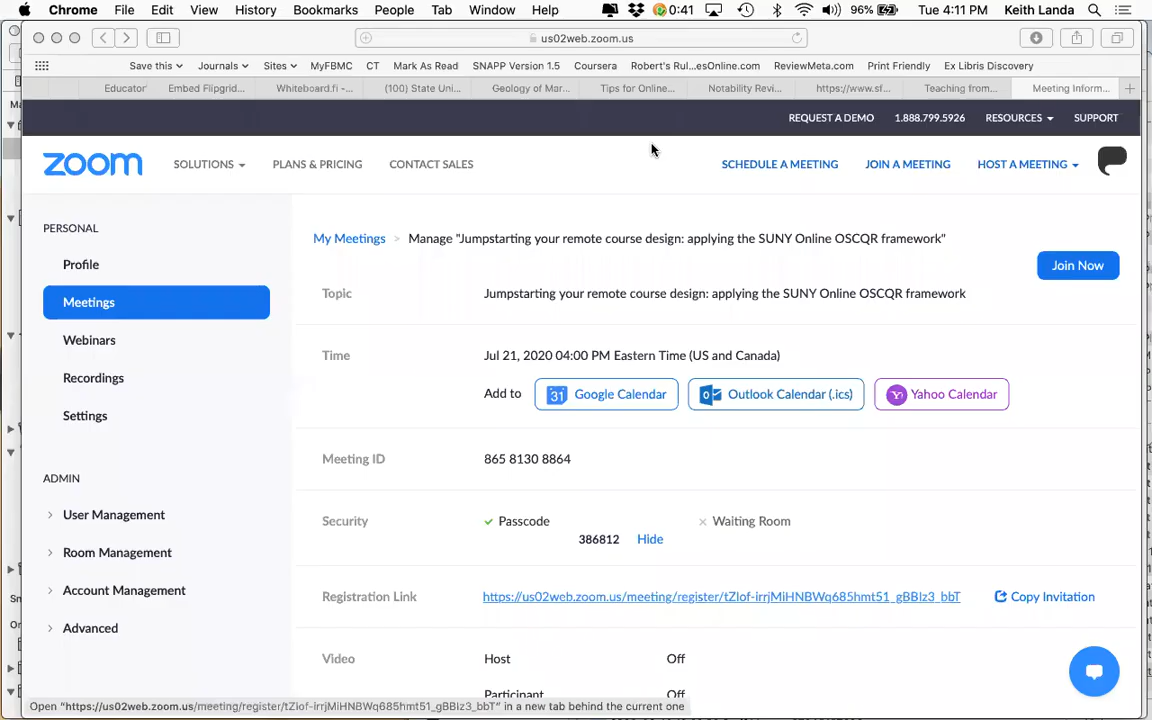 Chrome File Edit View History Bookmarks People Tab Window Help 0:41 96% Tue 4:11 PM Keith Landa
us02web.zoom.us
Save this Journals Sites MyFBMC CT Mark As Read SNAPP Version 1.5 Coursera Robert's Rul...esOnline.com ReviewMeta.com Print Friendly Ex Libris Discovery
Educator Embed Flipgrid... Whiteboard.fi -... (100) State Uni... Geology of Mar... Tips for Online... Notability Revi... https://www.sf... Teaching from... Meeting Inform...
REQUEST A DEMO 1.888.799.5926 RESOURCES SUPPORT
zoom SOLUTIONS PLANS & PRICING CONTACT SALES SCHEDULE A MEETING JOIN A MEETING HOST A MEETING
PERSONAL
Profile
Meetings
Webinars
Recordings
Settings
ADMIN
User Management
Room Management
Account Management
Advanced
My Meetings > Manage "Jumpstarting your remote course design: applying the SUNY Online OSCQR framework"
Join Now
Topic Jumpstarting your remote course design: applying the SUNY Online OSCQR framework
Time Jul 21, 2020 04:00 PM Eastern Time (US and Canada)
Add to 31 Google Calendar Outlook Calendar (.ics) Yahoo Calendar
Meeting ID 865 8130 8864
Security Passcode Waiting Room
386812 Hide
Registration Link https://us02web.zoom.us/meeting/register/tZIof-irrjMiHNBWq685hmt51_gBBIz3_bbT Copy Invitation
Video Host Off
Participant Off
Open "https://us02web.zoom.us/meeting/register/tZIof-irrjMiHNBWq685hmt51_gBBIz3_bbT" in a new tab behind the current one